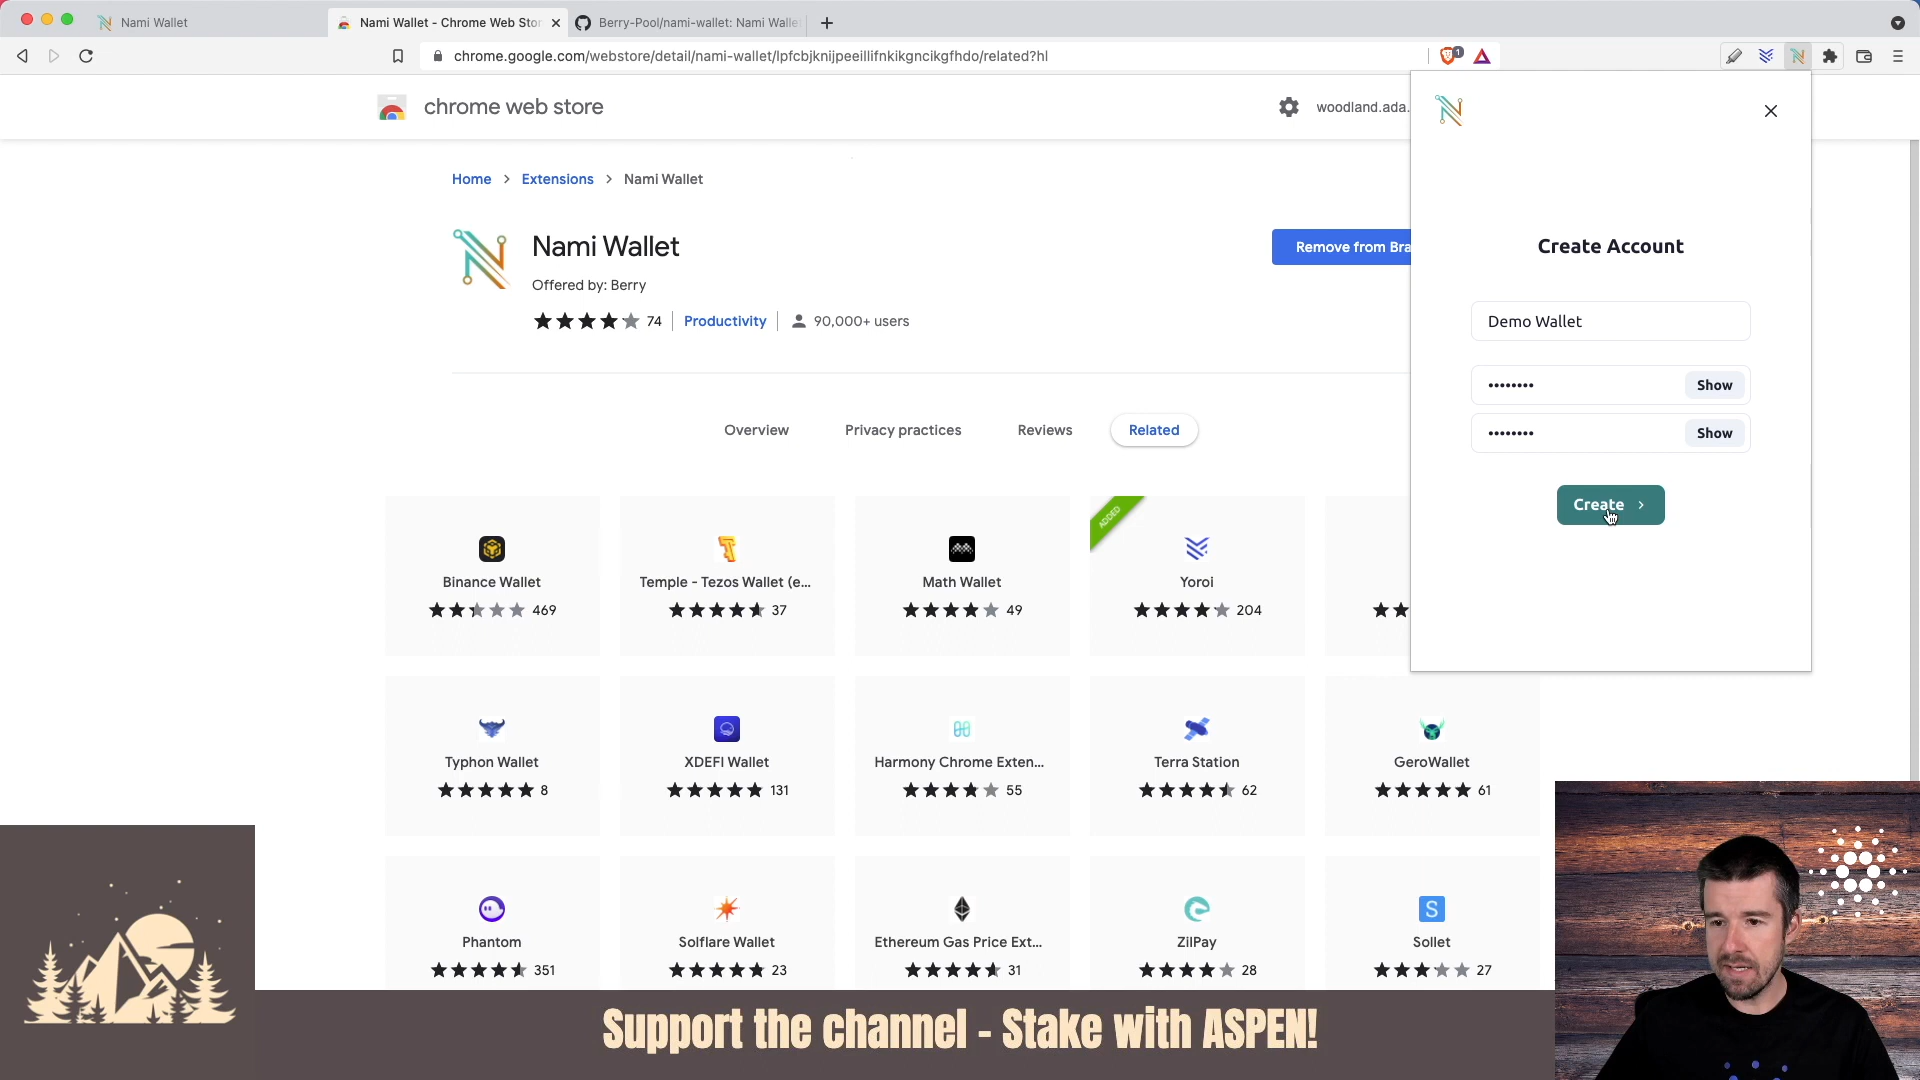 Nami Wallet
Nami Wallet - Chrome Web Stor
Berry-Pool/nami-wallet: Nami Walle
chrome.google.com/webstore/detail/nami-wallet/lpfcbjknijpeeillifnkikgncikgfhdo/related?hl
1
chrome web store
woodland.ada.
Home > Extensions > Nami Wallet
Nami Wallet
Offered by: Berry
74
Productivity
90,000+ users
Remove from Bra
Overview
Privacy practices
Reviews
Related
ADDED
Binance Wallet
Temple - Tezos Wallet (e...
Math Wallet
Yoroi
469
37
49
204
Typhon Wallet
XDEFI Wallet
Harmony Chrome Exten...
Terra Station
GeroWallet
8
131
55
62
61
Phantom
Solflare Wallet
Ethereum Gas Price Ext...
ZilPay
S
Sollet
351
23
31
28
27
Create Account
Demo Wallet
•••••••• Show
•••••••• Show
Create >
Support the channel - Stake with ASPEN!